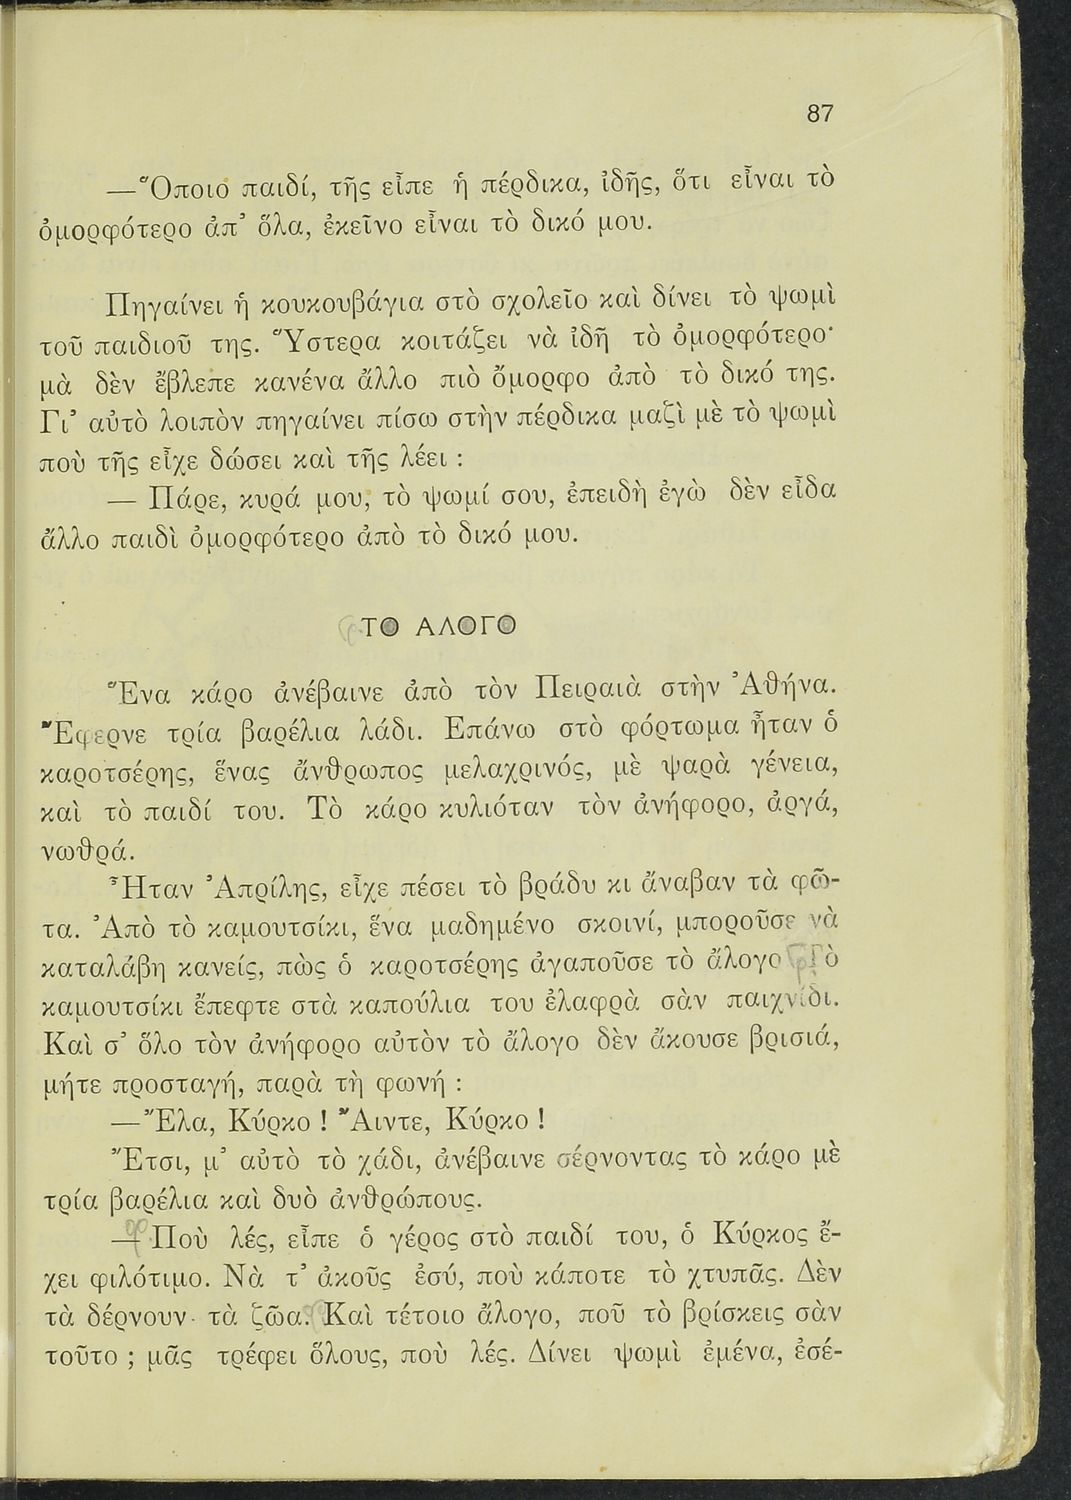 87
—Ὅποιο παιδί, τῆς εἶπε ἡ πέρδικα, ἰδῆς, ὅτι εἶναι τὸ
ὀμορφότερο ἀπ᾽ ὅλα, ἐκεῖνο εἶναι τὸ δικό μου.
Πηγαίνει ἡ κουκουβάγια στὸ σχολεῖο καὶ δίνει τὸ ψωμὶ
τοῦ παιδιοῦ της. Ὕστερα κοιτάζει νὰ ἰδῆ τὸ ὀμορφότερο·
μὰ δὲν ἔβλεπε κανένα ἄλλο πιὸ ὄμορφο ἀπὸ τὸ δικό της.
Γι᾽ αὐτὸ λοιπὸν πηγαίνει πίσω στὴν πέρδικα μαζὶ μὲ τὸ ψωμὶ
ποὺ τῆς εἶχε δώσει καὶ τῆς λέει :
— Πάρε, κυρά μου, τὸ ψωμί σου, ἐπειδὴ ἐγὼ δὲν εἶδα
ἄλλο παιδὶ ὀμορφότερο ἀπὸ τὸ δικό μου.
ΤΟ ΑΛΟΓΟ
Ἕνα κάρο ἀνέβαινε ἀπὸ τὸν Πειραιὰ στὴν Ἀθήνα.
Ἔφερνε τρία βαρέλια λάδι. Επάνω στὸ φόρτωμα ἦταν ὁ
καροτσέρης, ἕνας ἄνθρωπος μελαχρινός, μὲ ψαρὰ γένεια,
καὶ τὸ παιδί του. Τὸ κάρο κυλιόταν τὸν ἀνήφορο, ἀργά,
νωθρά.
Ἦταν Ἀπρίλης, εἶχε πέσει τὸ βράδυ κι ἄναβαν τὰ φῶ-
τα. Ἀπὸ τὸ καμουτσίκι, ἕνα μαδημένο σκοινί, μποροῦσε νὰ
καταλάβη κανείς, πὼς ὁ καροτσέρης ἀγαποῦσε τὸ ἄλογο Τὸ
καμουτσίκι ἔπεφτε στὰ καπούλια του ἐλαφρὰ σὰν παιχνίδι.
Καὶ σ᾽ ὅλο τὸν ἀνήφορο αὐτὸν τὸ ἄλογο δὲν ἄκουσε βρισιά,
μήτε προσταγή, παρὰ τὴ φωνή :
—Ἔλα, Κύρκο ! Ἄιντε, Κύρκο !
Ἔτσι, μ᾽ αὐτὸ τὸ χάδι, ἀνέβαινε σέρνοντας τὸ κάρο μὲ
τρία βαρέλια καὶ δυὸ ἀνθρώπους.
— Ποὺ λές, εἶπε ὁ γέρος στὸ παιδί του, ὁ Κύρκος ἔ-
χει φιλότιμο. Νὰ τ᾽ ἀκοῦς ἐσύ, ποὺ κάποτε τὸ χτυπᾶς. Δὲν
τὰ δέρνουν τὰ ζῶα. Καὶ τέτοιο ἄλογο, ποῦ τὸ βρίσκεις σὰν
τοῦτο ; μᾶς τρέφει ὅλους, ποὺ λές. Δίνει ψωμὶ ἐμένα, ἐσέ-